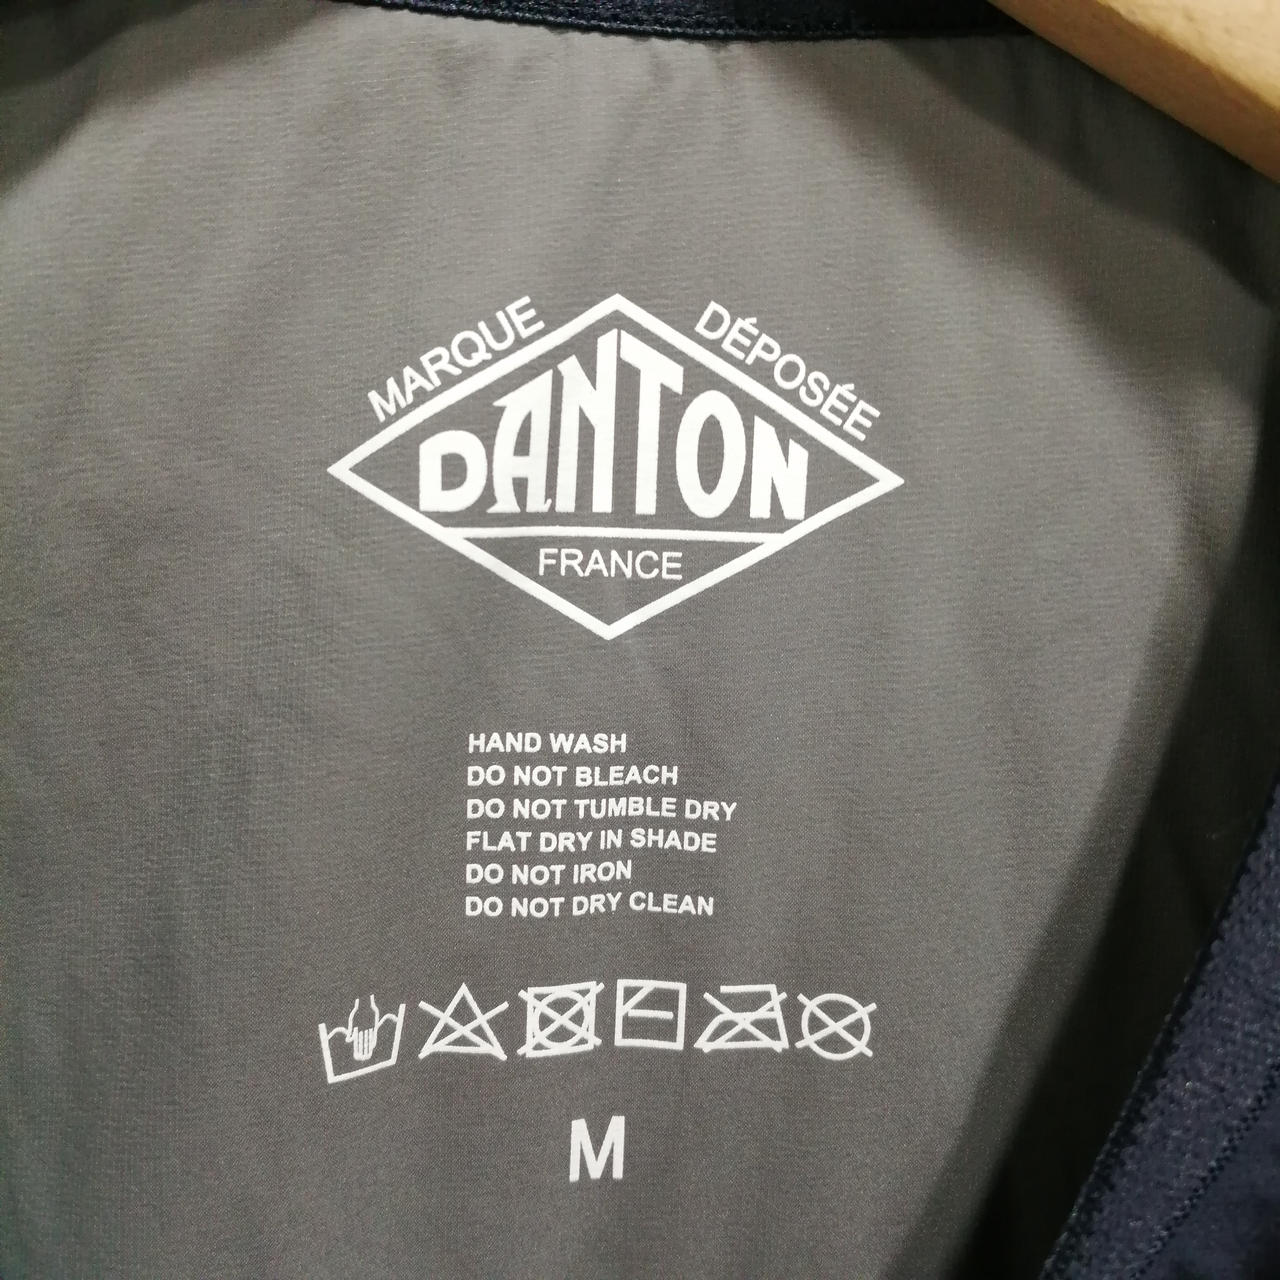 MARQUE DÉPOSÉE
DANTON
FRANCE
HAND WASH
DO NOT BLEACH
DO NOT TUMBLE DRY
FLAT DRY IN SHADE
DO NOT IRON
DO NOT DRY CLEAN
M